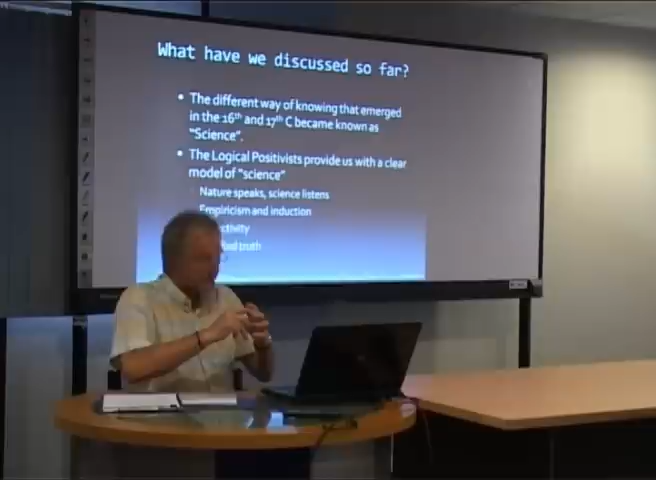 What have we discussed so far?
• The different way of knowing that emerged
in the 16th and 17th C became known as
"Science".
• The Logical Positivists provide us with a clear
model of "science"
Nature speaks, science listens
Empiricism and induction
truth